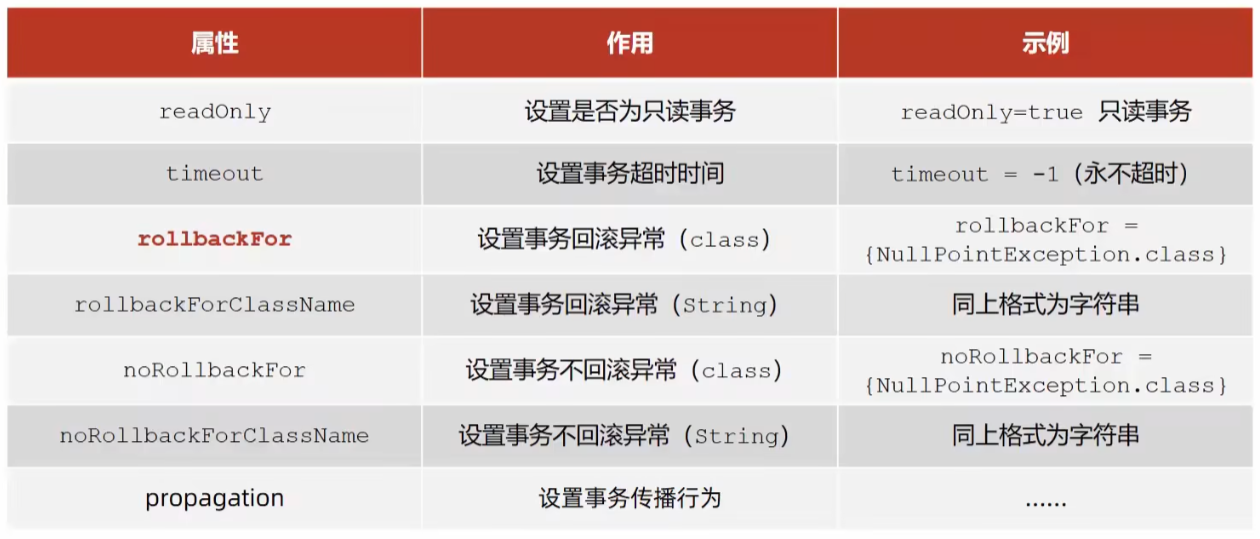 属性 作用 示例
readOnly 设置是否为只读事务 readOnly=true 只读事务
timeout 设置事务超时时间 timeout = -1（永不超时）
rollbackFor 设置事务回滚异常（class） rollbackFor =
{NullPointException.class}
rollbackForClassName 设置事务回滚异常（String） 同上格式为字符串
noRollbackFor 设置事务不回滚异常（class） noRollbackFor =
{NullPointException.class}
noRollbackForClassName 设置事务不回滚异常（String） 同上格式为字符串
propagation 设置事务传播行为 ……